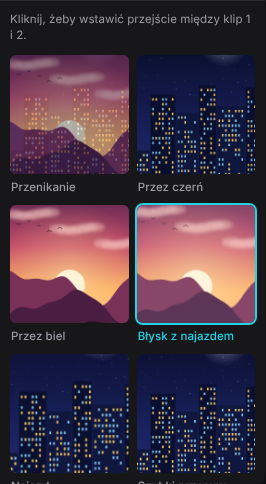 Kliknij, żeby wstawić przejście między klip 1
i 2.
Przenikanie
Przez czerń
Przez biel
Błysk z najazdem